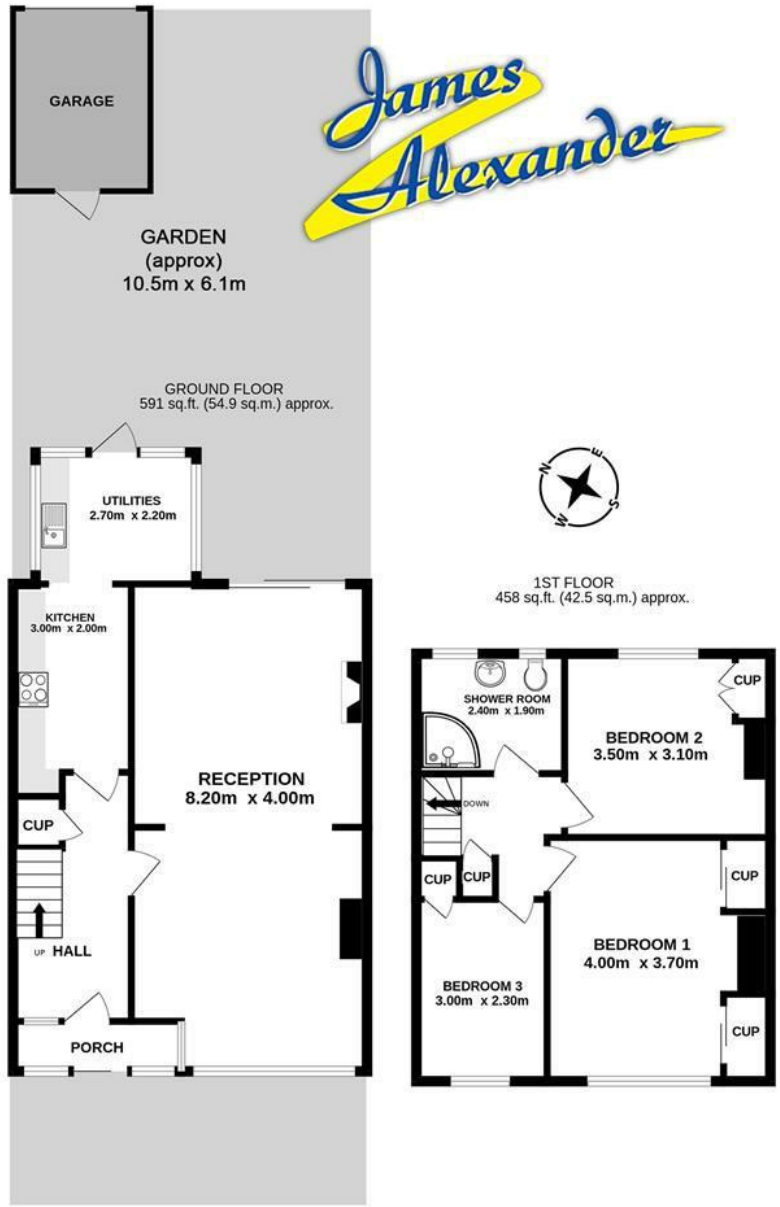 James
Alexander
GARAGE
GARDEN
(approx)
10.5m x 6.1m
GROUND FLOOR
591 sq.ft. (54.9 sq.m.) approx.
UTILITIES
2.70m x 2.20m
KITCHEN
3.00m x 2.00m
RECEPTION
8.20m x 4.00m
CUP
UP
HALL
PORCH
N
E
S
W
1ST FLOOR
458 sq.ft. (42.5 sq.m.) approx.
SHOWER ROOM
2.40m x 1.90m
CUP
BEDROOM 2
3.50m x 3.10m
DOWN
CUP
CUP
CUP
BEDROOM 1
4.00m x 3.70m
BEDROOM 3
3.00m x 2.30m
CUP